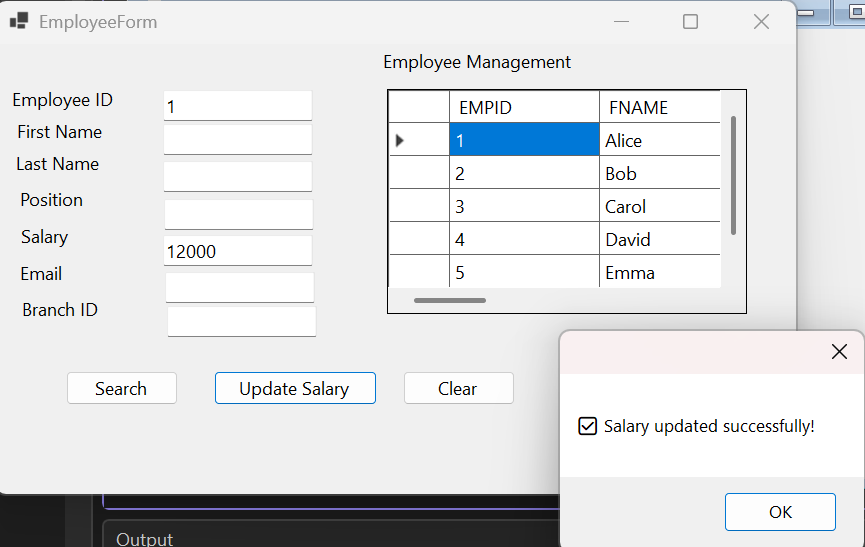 EmployeeForm
Employee Management
Employee ID 1
First Name
Last Name
Position
Salary 12000
Email
Branch ID
EMPID FNAME
1 Alice
2 Bob
3 Carol
4 David
5 Emma
Search Update Salary Clear
Salary updated successfully!
OK
Output